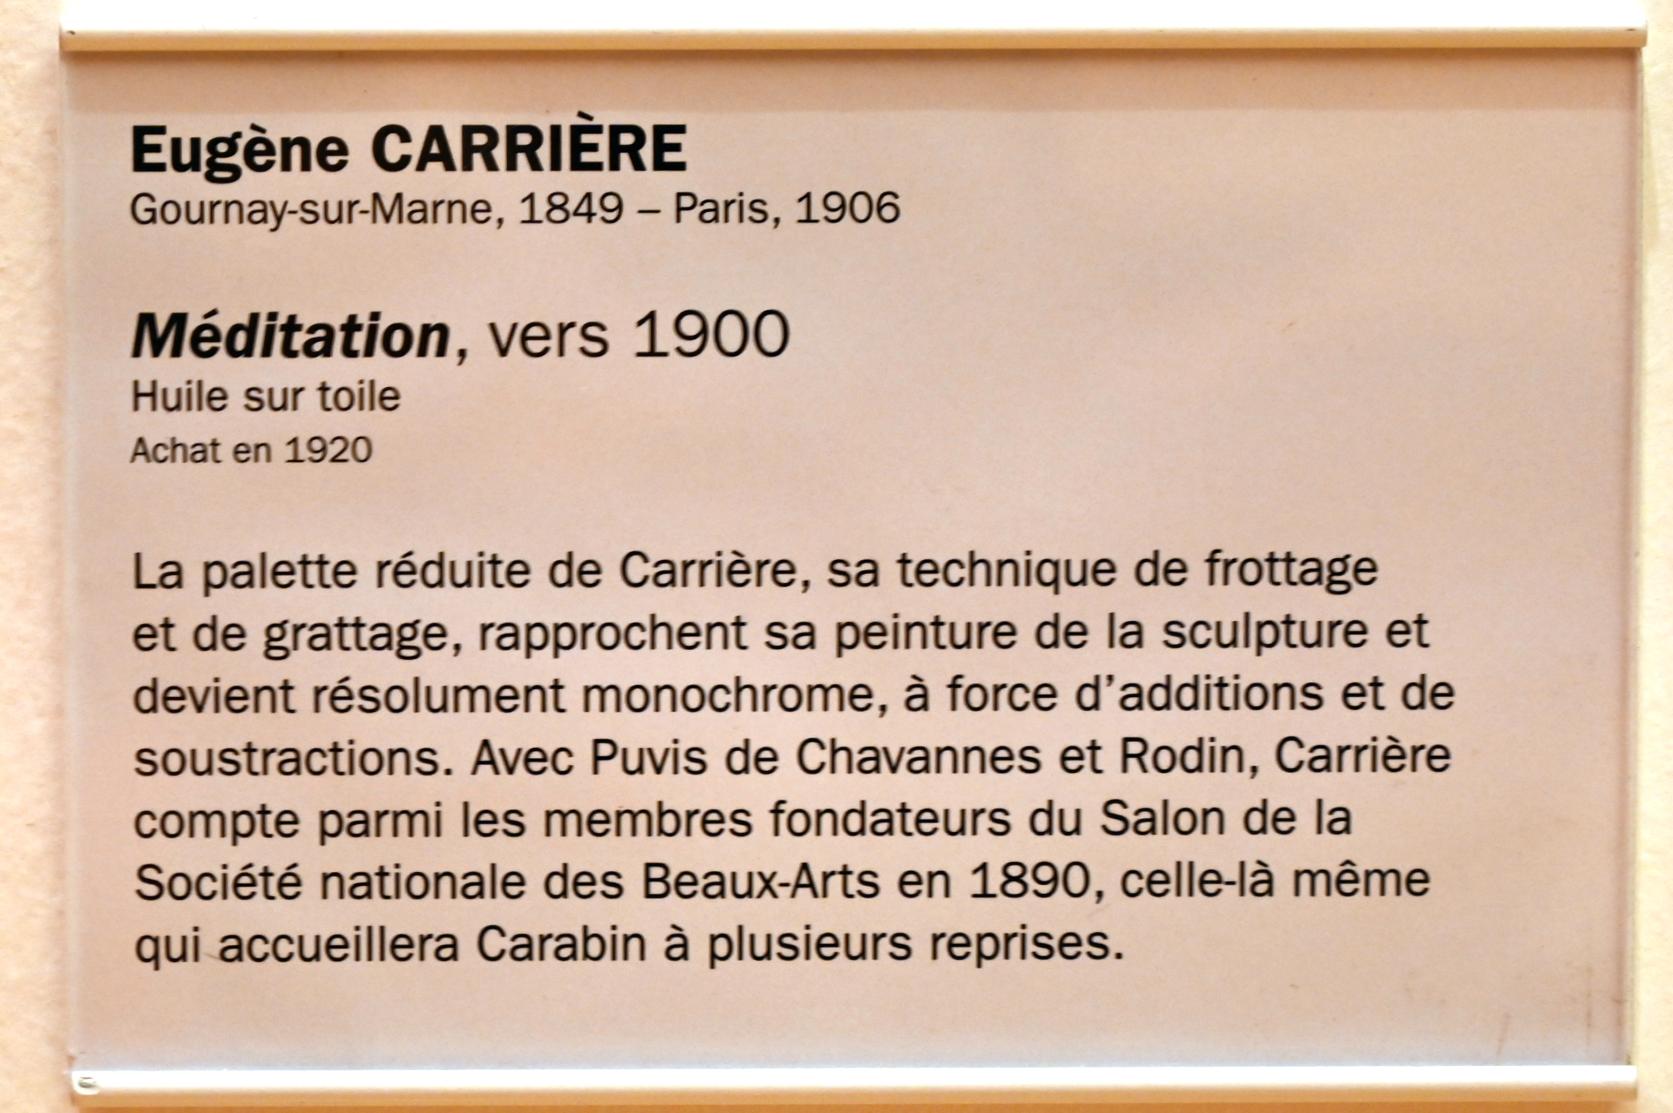 Eugène CARRIÈRE
Gournay-sur-Marne, 1849 – Paris, 1906
Méditation, vers 1900
Huile sur toile
Achat en 1920
La palette réduite de Carrière, sa technique de frottage
et de grattage, rapprochent sa peinture de la sculpture et
devient résolument monochrome, à force d’additions et de
soustractions. Avec Puvis de Chavannes et Rodin, Carrière
compte parmi les membres fondateurs du Salon de la
Société nationale des Beaux-Arts en 1890, celle-là même
qui accueillera Carabin à plusieurs reprises.